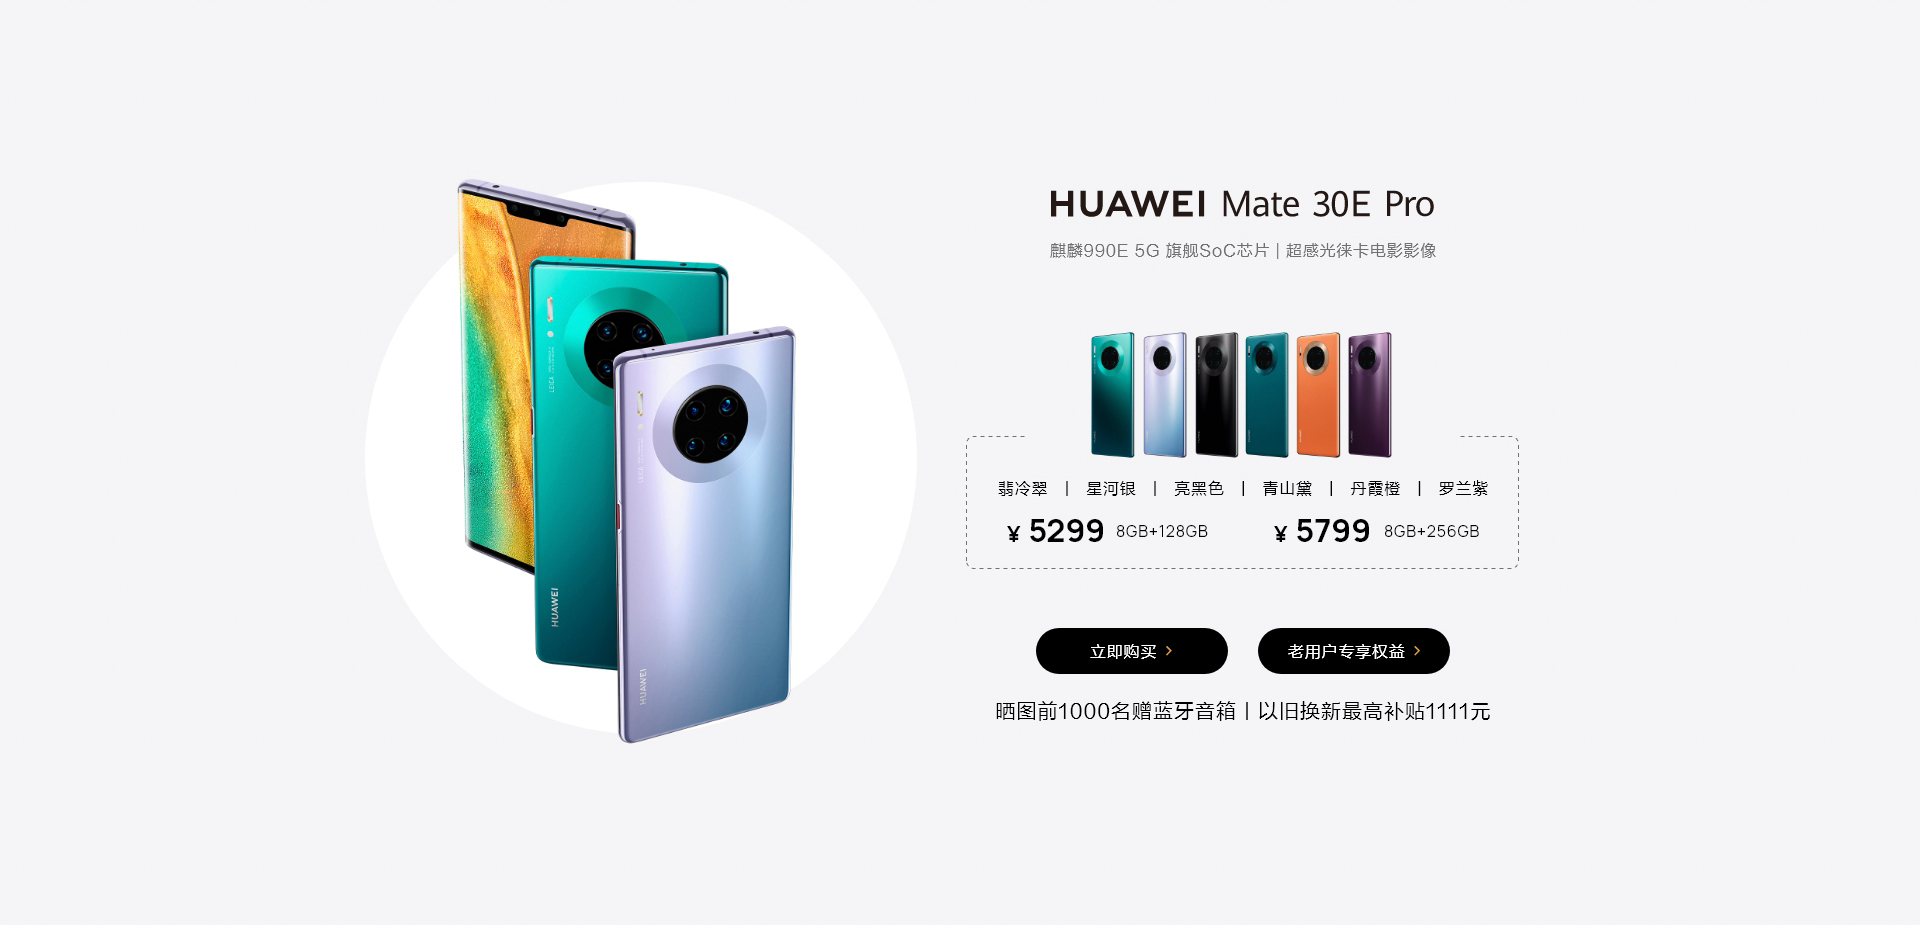 HUAWEI Mate 30E Pro
麒麟990E 5G 旗舰SoC芯片 | 超感光徕卡电影影像
翡冷翠 | 星河银 | 亮黑色 | 青山黛 | 丹霞橙 | 罗兰紫
¥ 5299 8GB+128GB ¥ 5799 8GB+256GB
立即购买 >
老用户专享权益 >
晒图前1000名赠蓝牙音箱 | 以旧换新最高补贴1111元
HUAWEI
HUAWEI
LEICA
LEICA